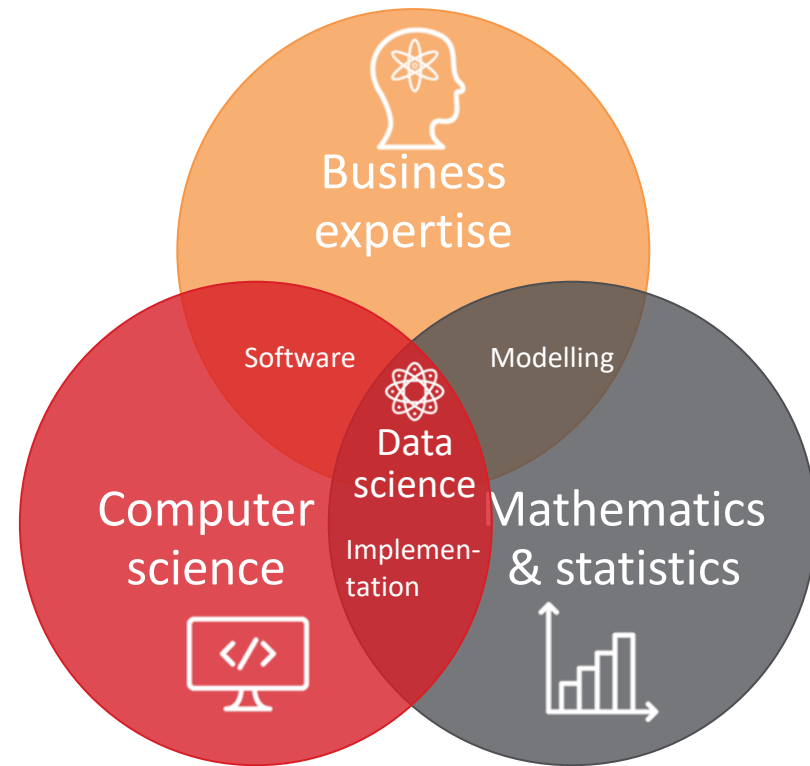 Business
expertise
Software
Modelling
Data
science
Computer
science
Mathematics
& statistics
Implemen-
tation
</>